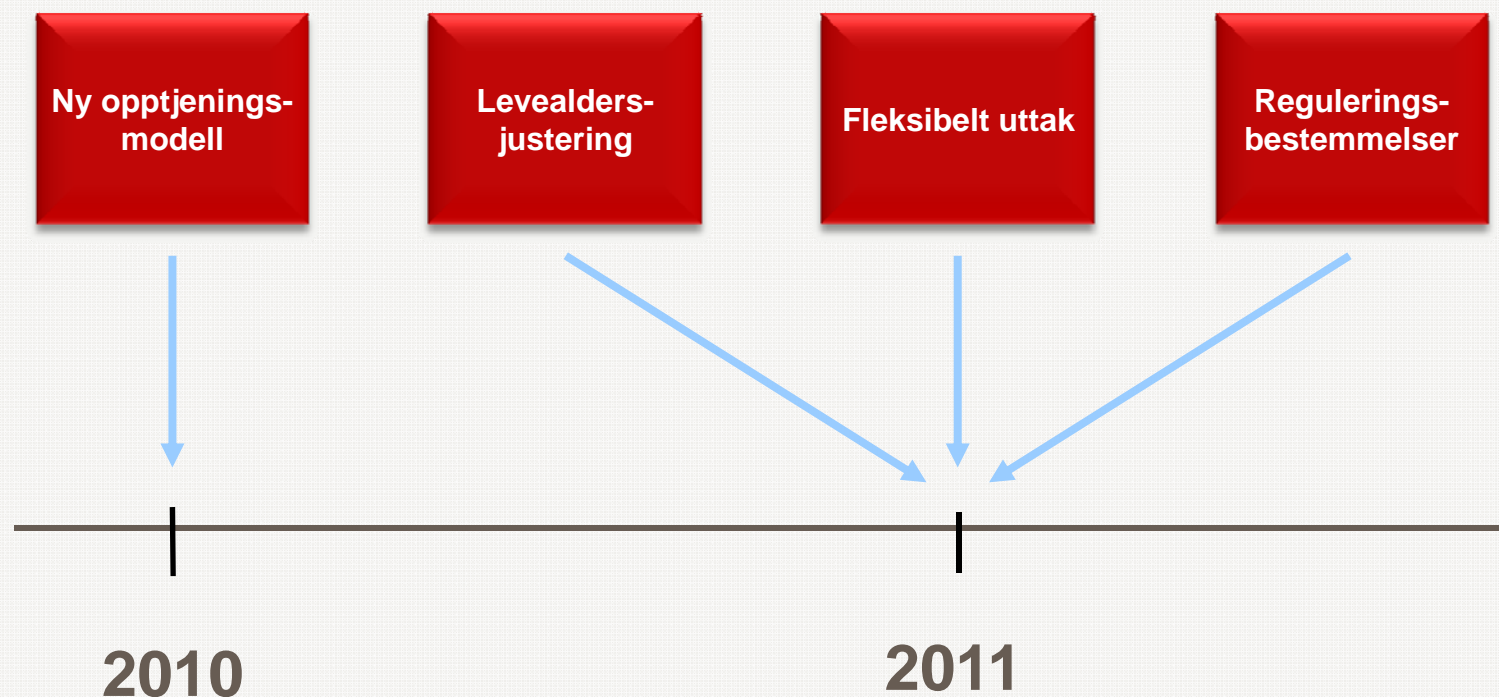 Ny opptjenings-
modell
Levealders-
justering
Fleksibelt uttak
Regulerings-
bestemmelser
2010
2011